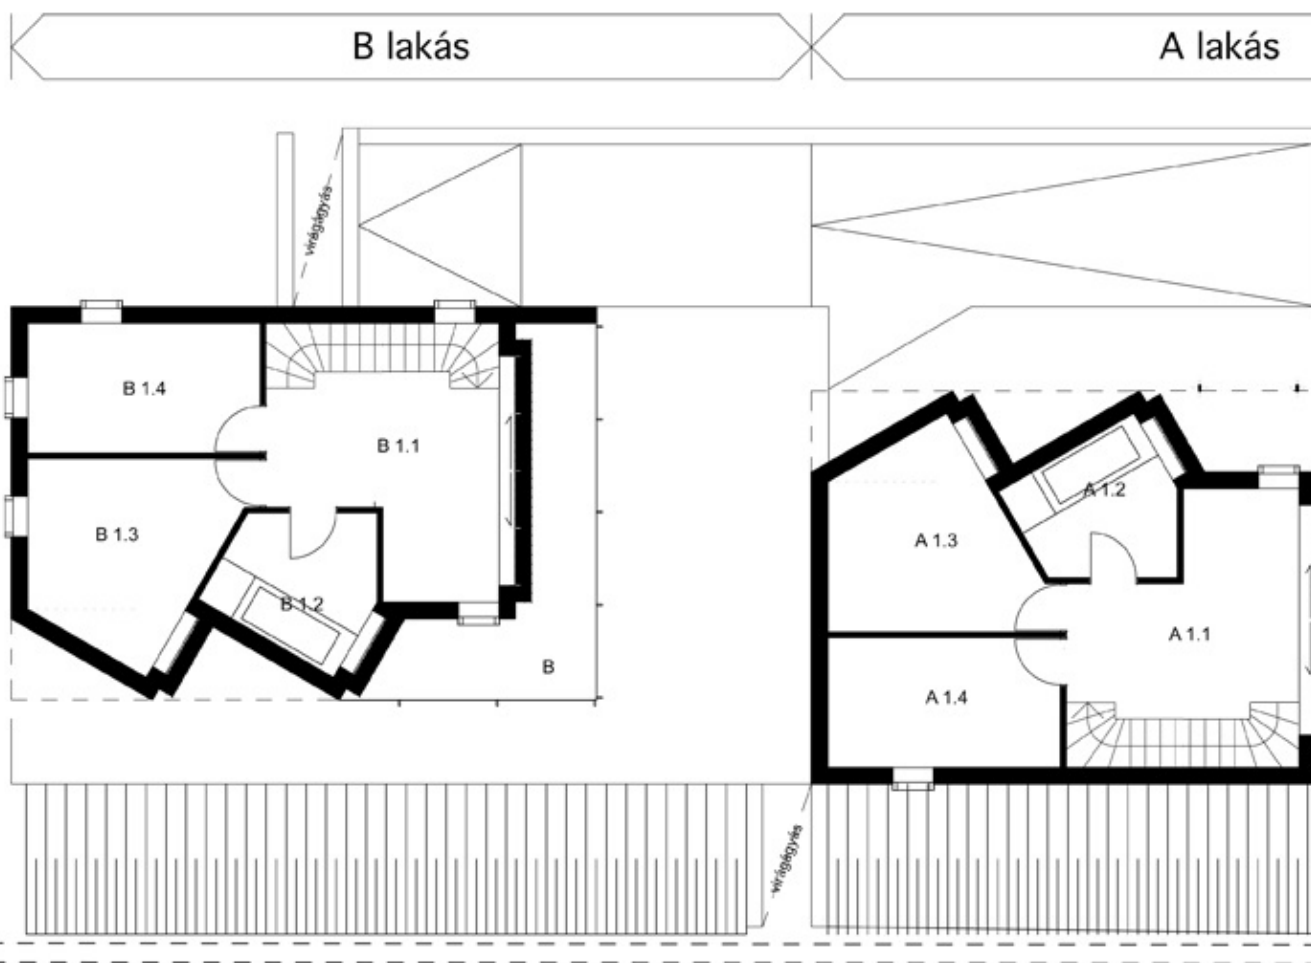 B lakás
A lakás
virágágyás
B 1.4
B 1.1
B 1.3
B 1.2
B
A 1.2
A 1.3
A 1.1
A 1.4
virágágyás